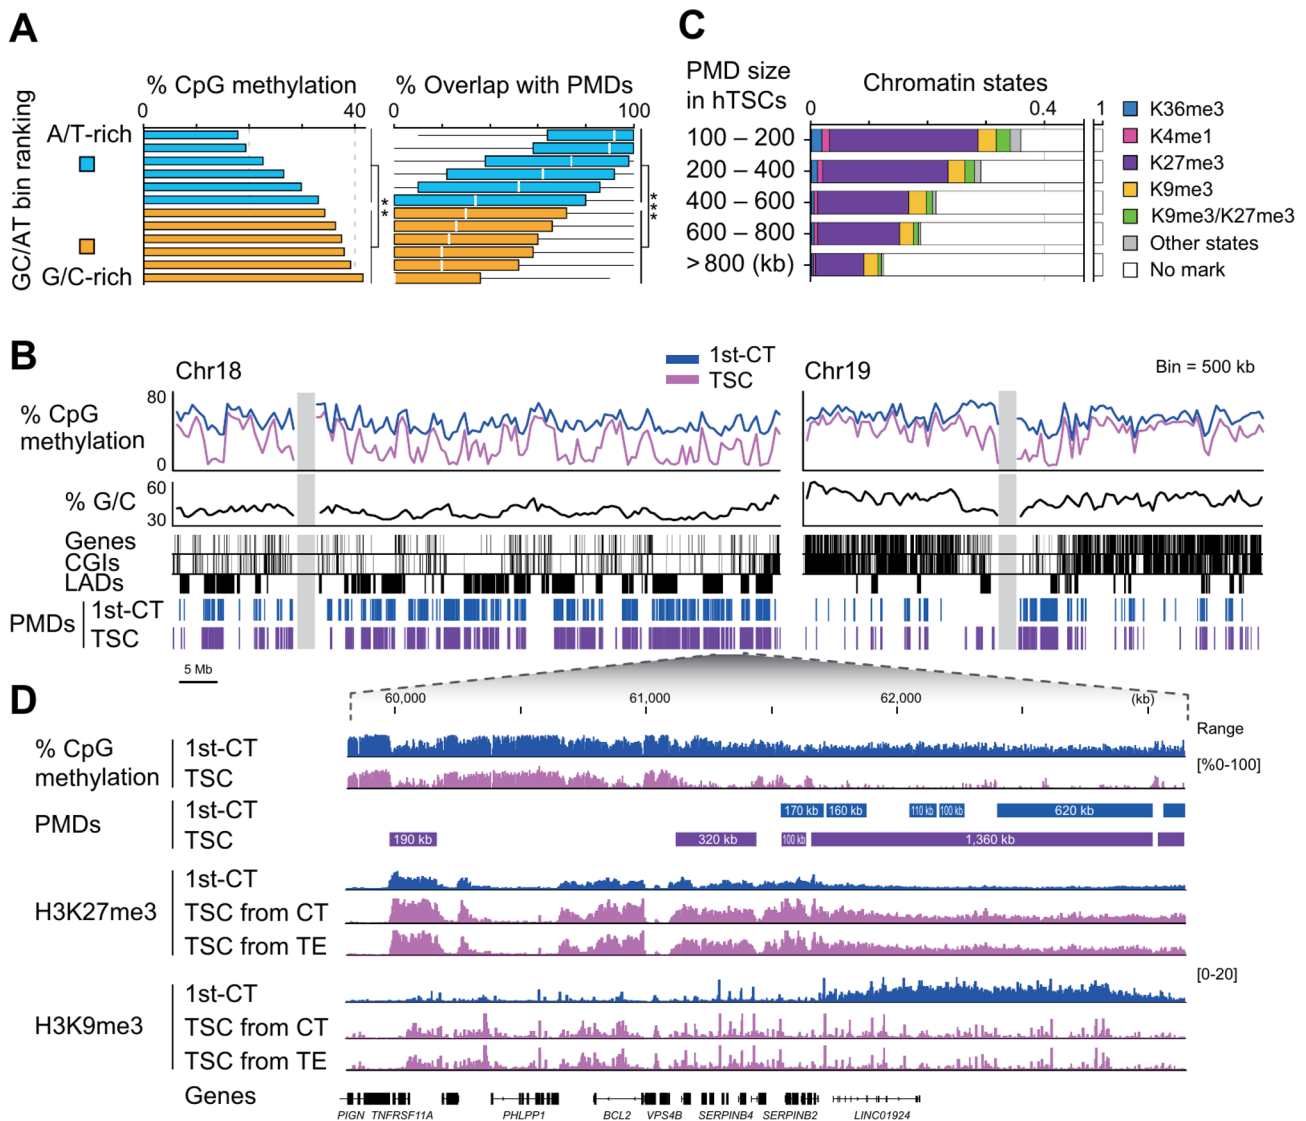 A
% CpG methylation
% Overlap with PMDs
0
40
0
100
GC/AT bin ranking
A/T-rich
G/C-rich
**
***
C
PMD size
in hTSCs
Chromatin states
0
0.4
1
100 – 200
200 – 400
400 – 600
600 – 800
>800 (kb)
K36me3
K4me1
K27me3
K9me3
K9me3/K27me3
Other states
No mark
B
Chr18
1st-CT
TSC
Chr19
Bin = 500 kb
% CpG
methylation
80
0
% G/C
60
30
Genes
CGIs
LADs
PMDs
1st-CT
TSC
5 Mb
D
60,000
61,000
62,000
(kb)
Range
% CpG
methylation
1st-CT
TSC
[%0-100]
PMDs
1st-CT
170 kb
160 kb
110 kb
100 kb
620 kb
TSC
190 kb
320 kb
100 kb
1,360 kb
H3K27me3
1st-CT
TSC from CT
TSC from TE
[0-20]
H3K9me3
1st-CT
TSC from CT
TSC from TE
Genes
PIGN
TNFRSF11A
PHLPP1
BCL2
VPS4B
SERPINB4
SERPINB2
LINC01924